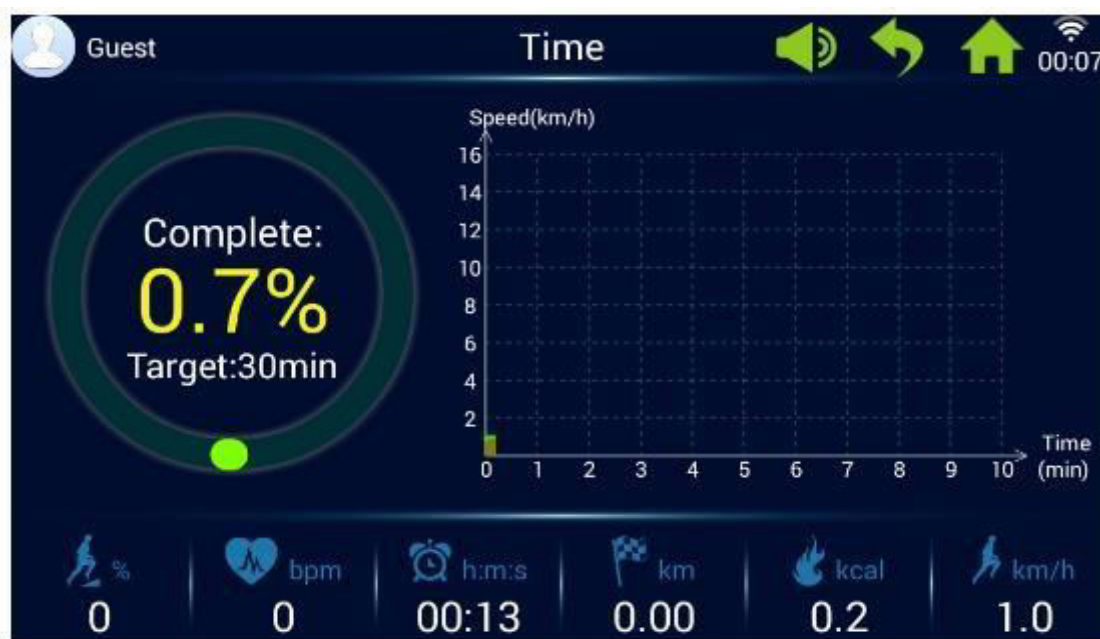 Guest
Time
00:07
Speed(km/h)
16
14
12
10
8
6
4
2
0 1 2 3 4 5 6 7 8 9 10
Time
(min)
Complete:
0.7%
Target:30min
% bpm h:m:s km kcal km/h
0 0 00:13 0.00 0.2 1.0